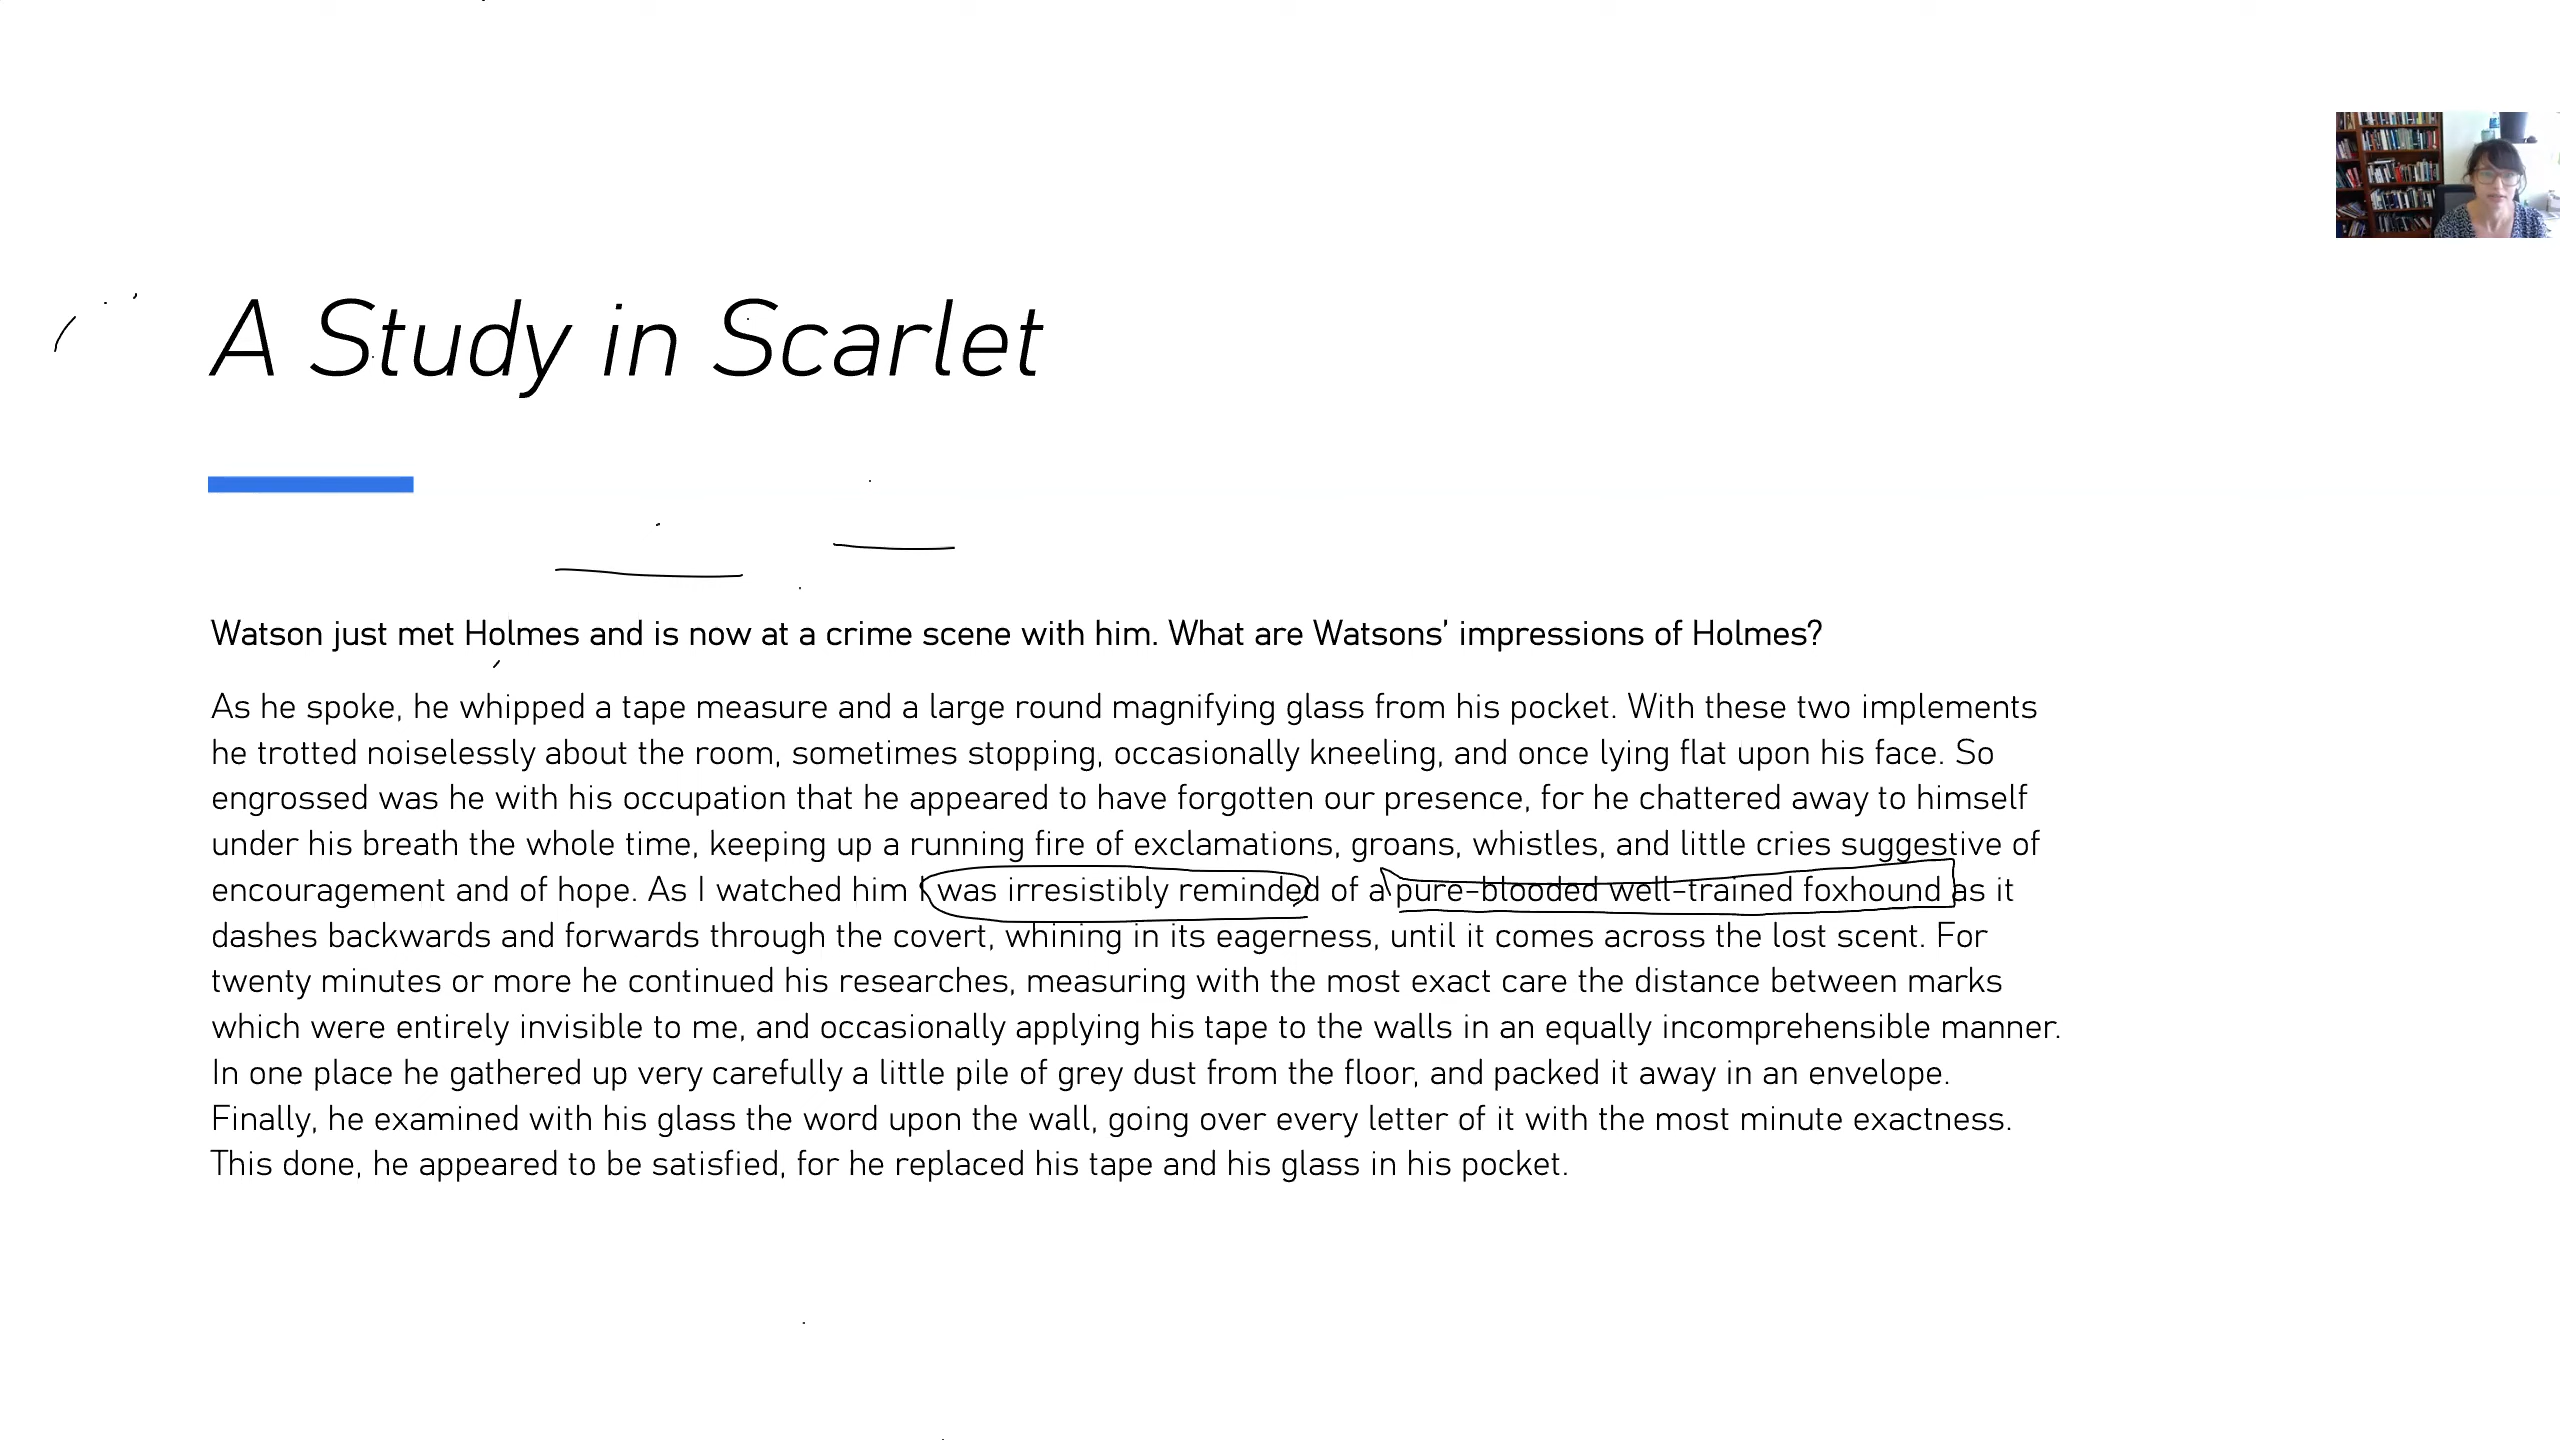 A Study in Scarlet
Watson just met Holmes and is now at a crime scene with him. What are Watsons’ impressions of Holmes?
As he spoke, he whipped a tape measure and a large round magnifying glass from his pocket. With these two implements
he trotted noiselessly about the room, sometimes stopping, occasionally kneeling, and once lying flat upon his face. So
engrossed was he with his occupation that he appeared to have forgotten our presence, for he chattered away to himself
under his breath the whole time, keeping up a running fire of exclamations, groans, whistles, and little cries suggestive of
encouragement and of hope. As I watched him I was irresistibly reminded of a pure-blooded well-trained foxhound as it
dashes backwards and forwards through the covert, whining in its eagerness, until it comes across the lost scent. For
twenty minutes or more he continued his researches, measuring with the most exact care the distance between marks
which were entirely invisible to me, and occasionally applying his tape to the walls in an equally incomprehensible manner.
In one place he gathered up very carefully a little pile of grey dust from the floor, and packed it away in an envelope.
Finally, he examined with his glass the word upon the wall, going over every letter of it with the most minute exactness.
This done, he appeared to be satisfied, for he replaced his tape and his glass in his pocket.